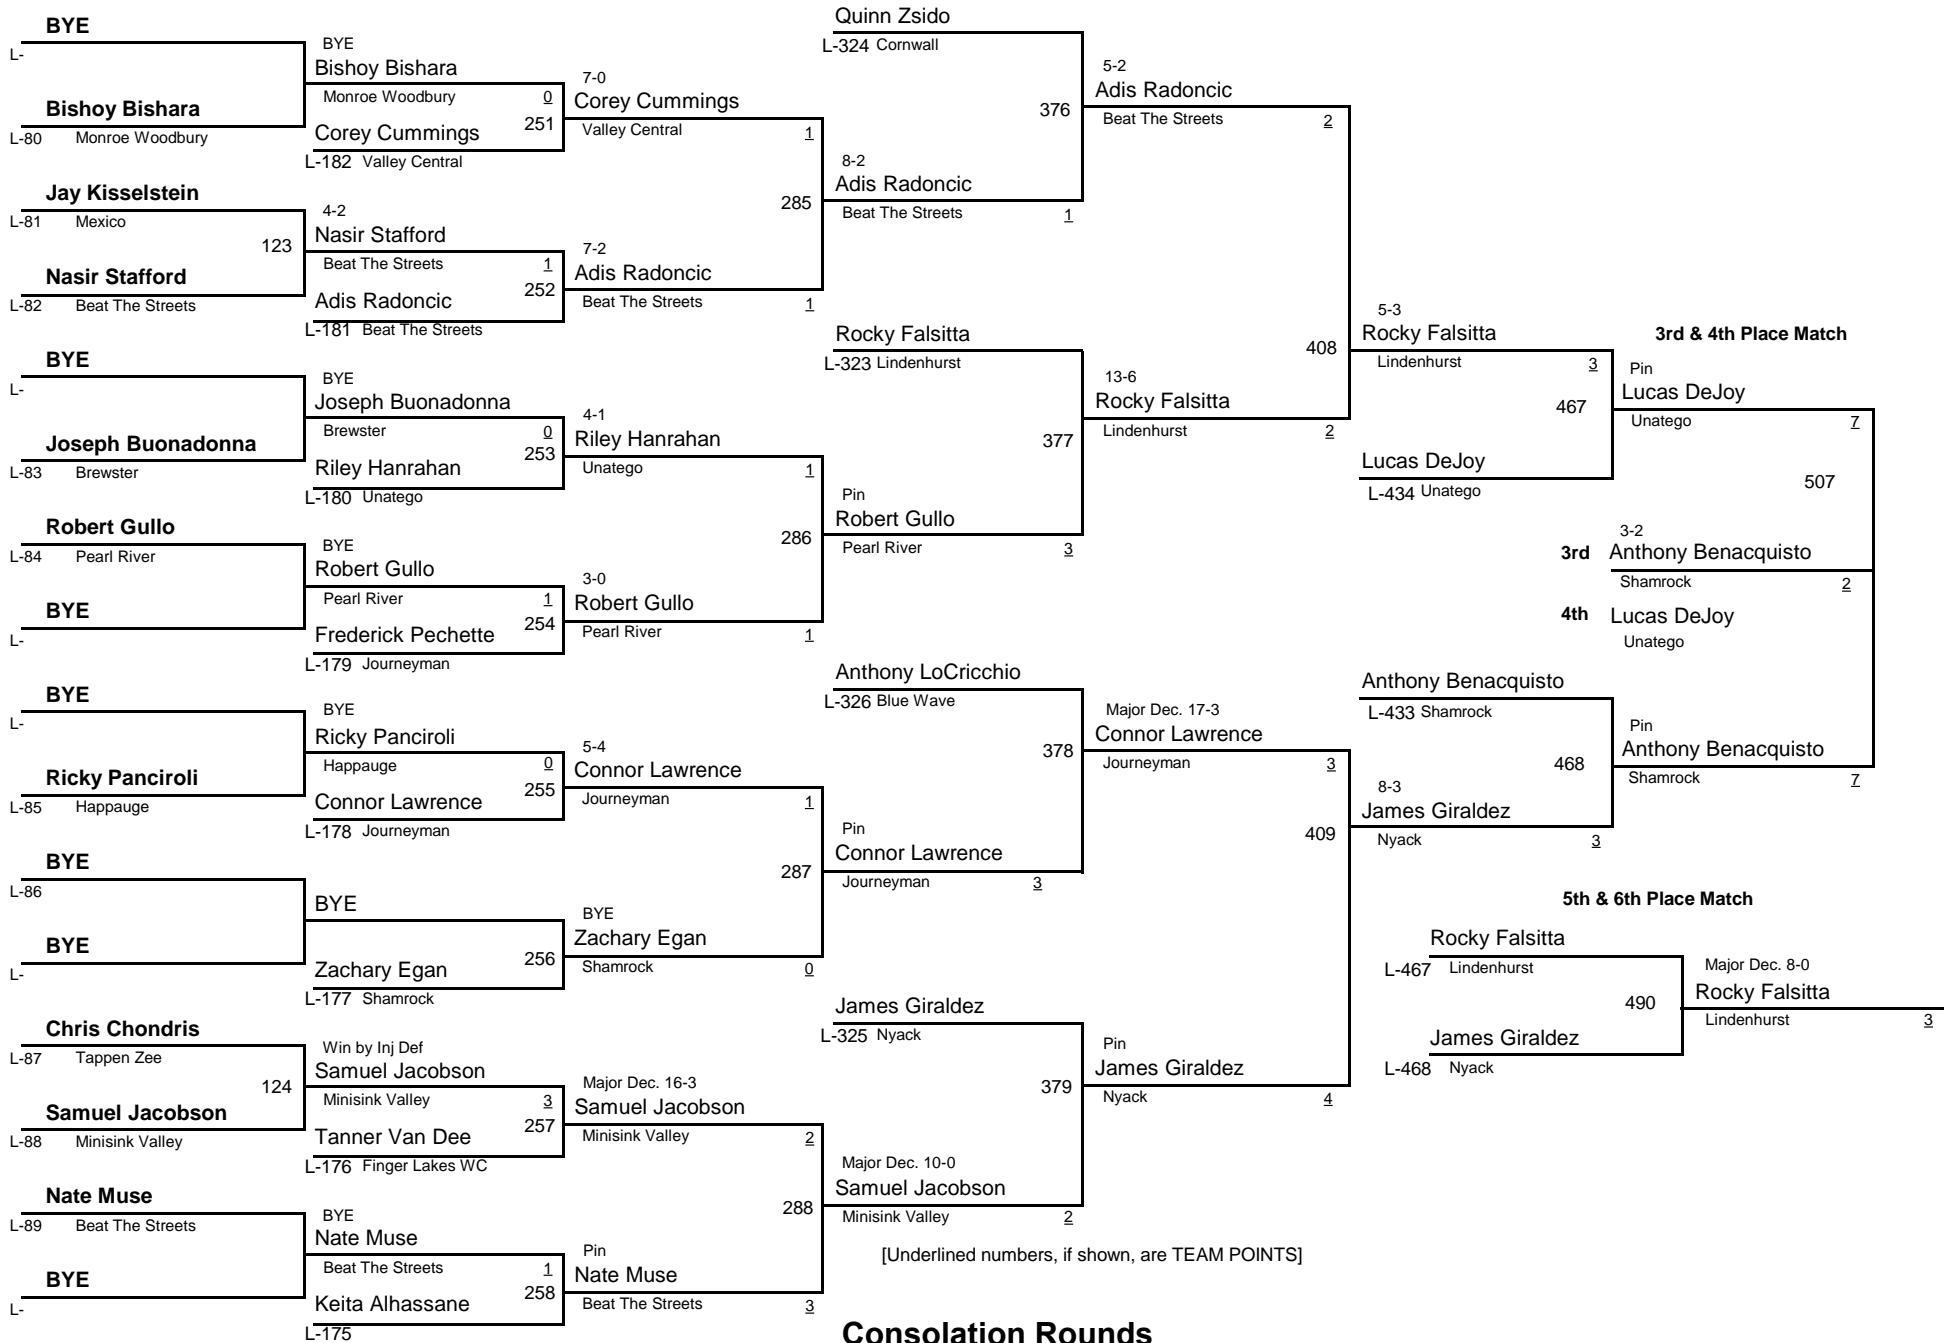 BYE
L-
Bishoy Bishara
L-80 Monroe Woodbury
Jay Kisselstein
L-81 Mexico
123
Nasir Stafford
L-82 Beat The Streets
BYE
L-
Joseph Buonadonna
L-83 Brewster
Robert Gullo
L-84 Pearl River
BYE
L-
BYE
L-
Ricky Panciroli
L-85 Happauge
BYE
L-86
BYE
L-
Chris Chondris
L-87 Tappen Zee
124
Samuel Jacobson
L-88 Minisink Valley
Nate Muse
L-89 Beat The Streets
BYE
L-
BYE
Bishoy Bishara
Monroe Woodbury 0
251
Corey Cummings
L-182 Valley Central
4-2
Nasir Stafford
Beat The Streets 1
252
Adis Radoncic
L-181 Beat The Streets
BYE
Joseph Buonadonna
Brewster 0
253
Riley Hanrahan
L-180 Unatego
BYE
Robert Gullo
Pearl River 1
254
Frederick Pechette
L-179 Journeyman
BYE
Ricky Panciroli
Happauge 0
255
Connor Lawrence
L-178 Journeyman
BYE
256
Zachary Egan
L-177 Shamrock
Win by Inj Def
Samuel Jacobson
Minisink Valley 3
257
Tanner Van Dee
L-176 Finger Lakes WC
BYE
Nate Muse
Beat The Streets 1
258
Keita Alhassane
L-175
7-0
Corey Cummings
Valley Central 1
285
7-2
Adis Radoncic
Beat The Streets 1
4-1
Riley Hanrahan
Unatego 1
286
3-0
Robert Gullo
Pearl River 1
5-4
Connor Lawrence
Journeyman 1
287
BYE
Zachary Egan
Shamrock 0
Major Dec. 16-3
Samuel Jacobson
Minisink Valley 2
288
Pin
Nate Muse
Beat The Streets 3
Quinn Zsido
L-324 Cornwall
376
8-2
Adis Radoncic
Beat The Streets 1
Rocky Falsitta
L-323 Lindenhurst
377
Pin
Robert Gullo
Pearl River 3
Anthony LoCricchio
L-326 Blue Wave
378
Pin
Connor Lawrence
Journeyman 3
James Giraldez
L-325 Nyack
379
Major Dec. 10-0
Samuel Jacobson
Minisink Valley 2
5-2
Adis Radoncic
Beat The Streets 2
408
13-6
Rocky Falsitta
Lindenhurst 2
Major Dec. 17-3
Connor Lawrence
Journeyman 3
409
Pin
James Giraldez
Nyack 4
5-3
Rocky Falsitta
Lindenhurst 3
467
Lucas DeJoy
L-434 Unatego
Anthony Benacquisto
L-433 Shamrock
468
8-3
James Giraldez
Nyack 3
3rd & 4th Place Match
Pin
Lucas DeJoy
Unatego 7
507
3-2
3rd Anthony Benacquisto
Shamrock 2
4th Lucas DeJoy
Unatego
Pin
Anthony Benacquisto
Shamrock 7
5th & 6th Place Match
Rocky Falsitta
L-467 Lindenhurst
490
James Giraldez
L-468 Nyack
Major Dec. 8-0
Rocky Falsitta
Lindenhurst 3
[Underlined numbers, if shown, are TEAM POINTS]
Consolation Rounds